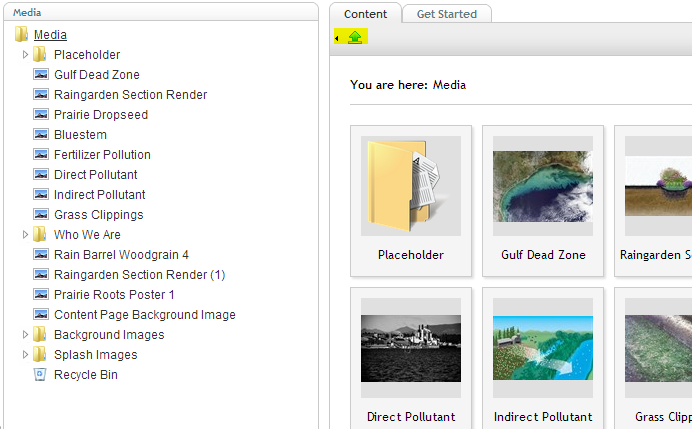 Media
Media
Placeholder
Gulf Dead Zone
Raingarden Section Render
Prairie Dropseed
Bluestem
Fertilizer Pollution
Direct Pollutant
Indirect Pollutant
Grass Clippings
Who We Are
Rain Barrel Woodgrain 4
Raingarden Section Render (1)
Prairie Roots Poster 1
Content Page Background Image
Background Images
Splash Images
Recycle Bin
Content
Get Started
You are here: Media
Placeholder
Gulf Dead Zone
Raingarden Se
Direct Pollutant
Indirect Pollutant
Grass Clipp